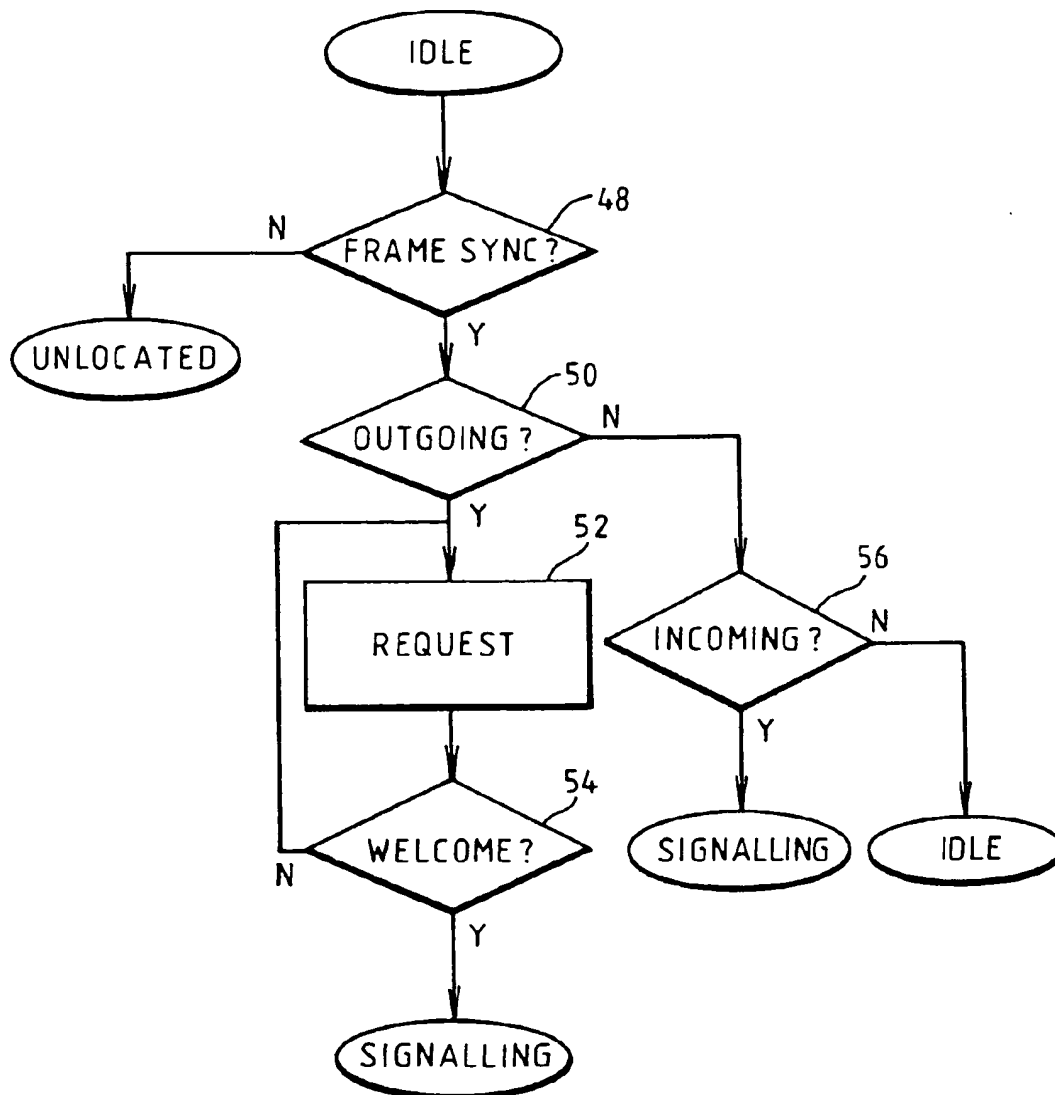 IDLE
48
N
FRAME SYNC?
Y
UNLOCATED
50
N
OUTGOING?
Y
52
56
REQUEST
INCOMING?
N
Y
54
WELCOME?
N
SIGNALLING
IDLE
Y
SIGNALLING